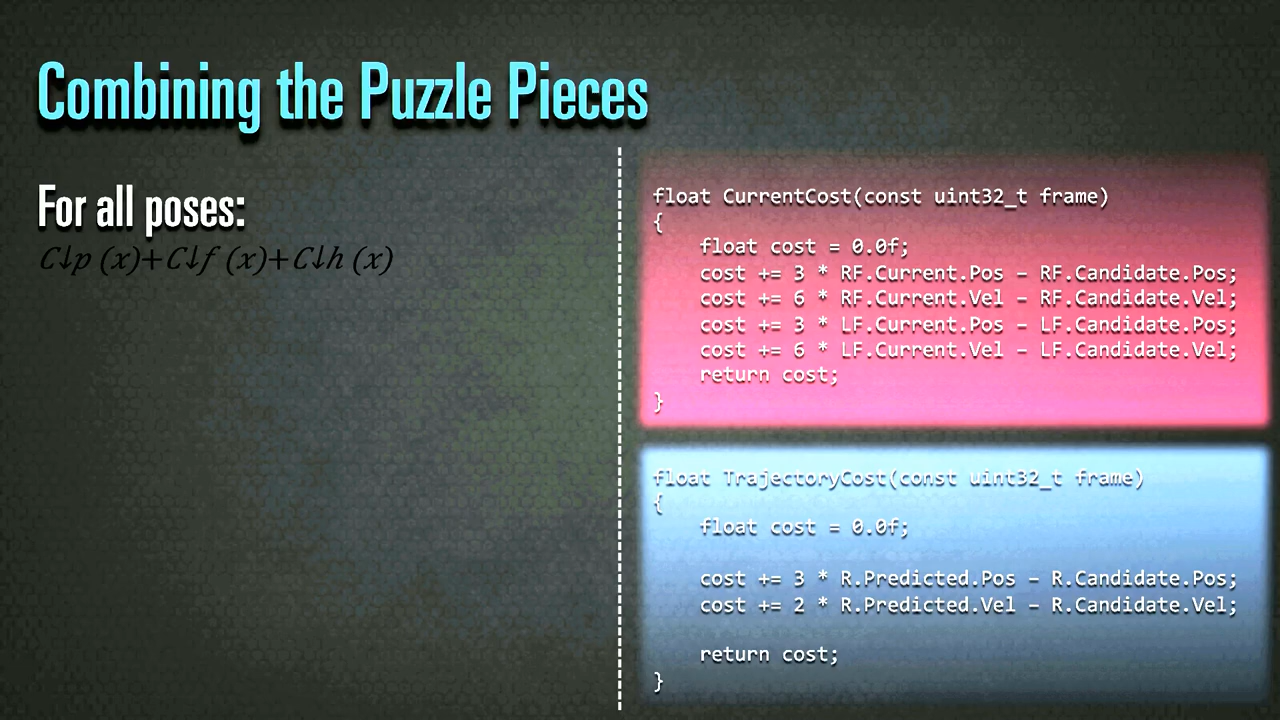 Combining the Puzzle Pieces
For all poses:
C↓p (x)+C↓f (x)+C↓h (x)
float CurrentCost(const uint32_t frame)
{
float cost = 0.0f;
cost += 3 * RF.Current.Pos – RF.Candidate.Pos;
cost += 6 * RF.Current.Vel – RF.Candidate.Vel;
cost += 3 * LF.Current.Pos – LF.Candidate.Pos;
cost += 6 * LF.Current.Vel – LF.Candidate.Vel;
return cost;
}
float TrajectoryCost(const uint32_t frame)
{
float cost = 0.0f;
cost += 3 * R.Predicted.Pos – R.Candidate.Pos;
cost += 2 * R.Predicted.Vel – R.Candidate.Vel;
return cost;
}